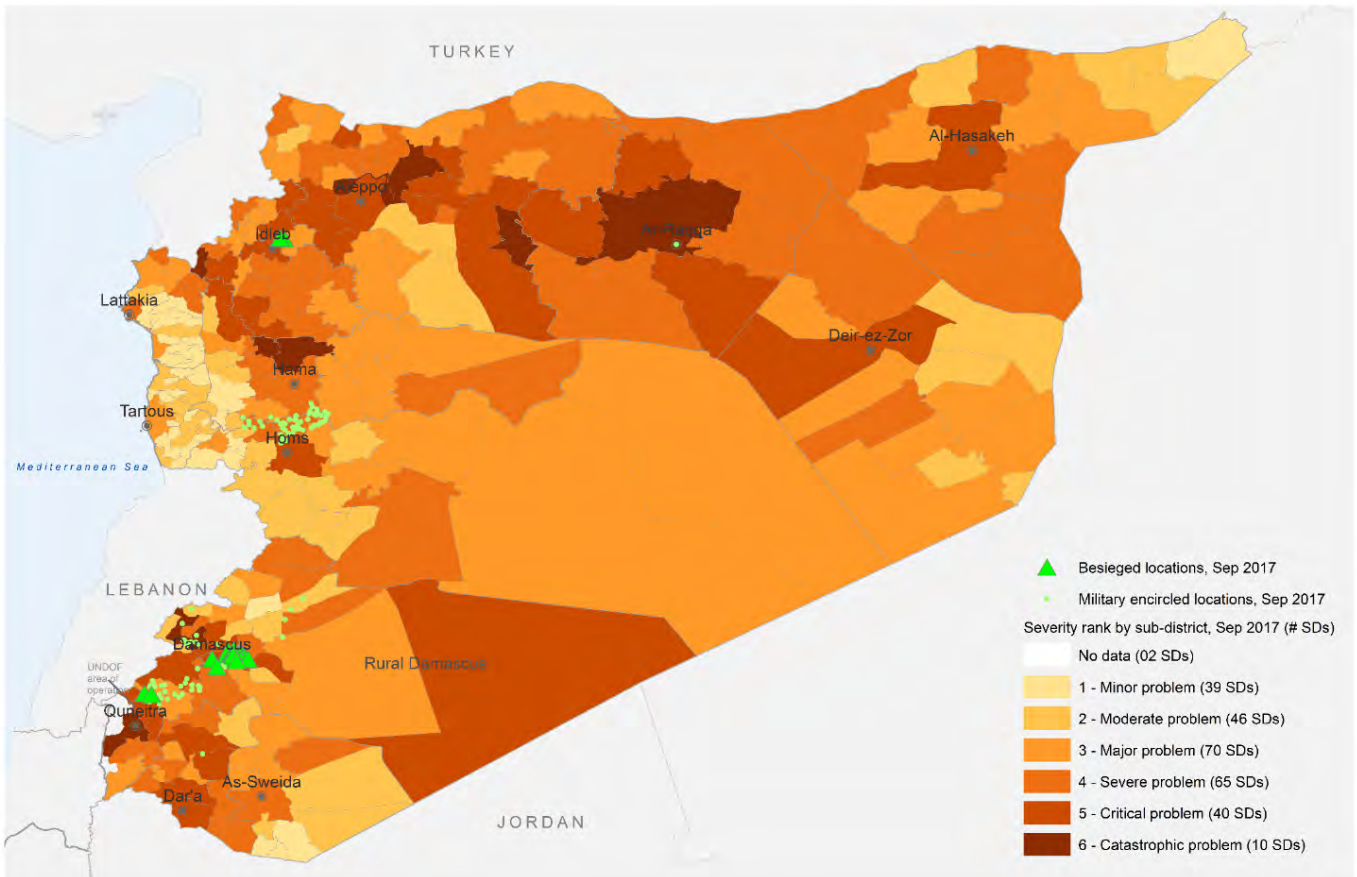 TURKEY
Al-Hasakeh
Aleppo
Idleb
Ar-Raqqa
Lattakia
Deir-ez-Zor
Hama
Tartous
Homs
Mediterranean Sea
LEBANON
Damascus
Rural Damascus
UNDOF
area of
operation
Quneitra
As-Sweida
Dar'a
JORDAN
Besieged locations, Sep 2017
Military encircled locations, Sep 2017
Severity rank by sub-district, Sep 2017 (# SDs)
No data (02 SDs)
1 - Minor problem (39 SDs)
2 - Moderate problem (46 SDs)
3 - Major problem (70 SDs)
4 - Severe problem (65 SDs)
5 - Critical problem (40 SDs)
6 - Catastrophic problem (10 SDs)